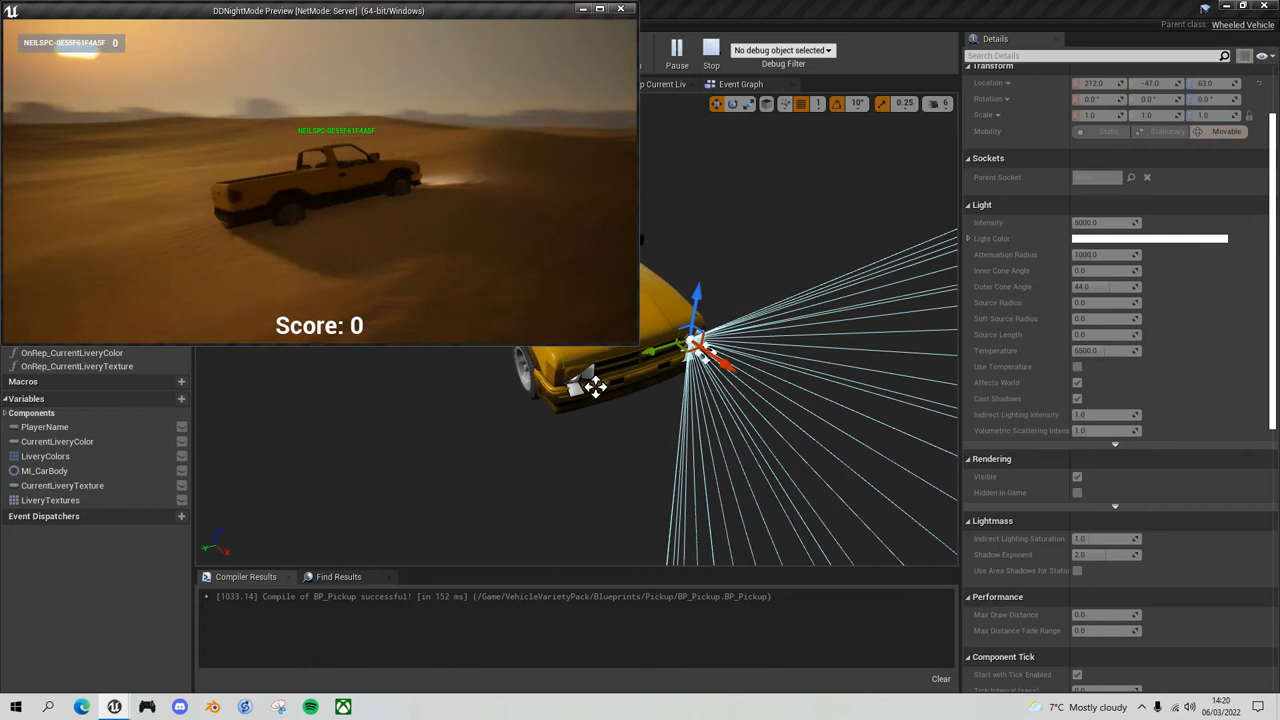 DDNightMode Preview [NetMode: Server] (64-bit/Windows)
NEILSPC-0E55F61F4A5F 0
NEILSPC-0E55F61F4A5F
Score: 0
Parent class: Wheeled Vehicle
Pause
Stop
No debug object selected
Debug Filter
p Current Liv
Event Graph
1
10°
0.25
6
OnRep_CurrentLiveryColor
OnRep_CurrentLiveryTexture
Macros
Variables
Components
PlayerName
CurrentLiveryColor
LiveryColors
MI_CarBody
CurrentLiveryTexture
LiveryTextures
Event Dispatchers
Compiler Results
Find Results
[1033.14] Compile of BP_Pickup successful! [in 152 ms] (/Game/VehicleVarietyPack/Blueprints/Pickup/BP_Pickup.BP_Pickup)
Clear
Details
Search Details
Transform
Location 212.0 -47.0 63.0
Rotation 0.0 ° 0.0 ° 0.0 °
Scale 1.0 1.0 1.0
Mobility Static Stationary Movable
Sockets
Parent Socket
Light
Intensity 5000.0
Light Color
Attenuation Radius 1000.0
Inner Cone Angle 0.0
Outer Cone Angle 44.0
Source Radius 0.0
Soft Source Radius 0.0
Source Length 0.0
Temperature 6500.0
Use Temperature
Affects World
Cast Shadows
Indirect Lighting Intensity 1.0
Volumetric Scattering Intens 1.0
Rendering
Visible
Hidden in Game
Lightmass
Indirect Lighting Saturation 1.0
Shadow Exponent 2.0
Use Area Shadows for Statio
Performance
Max Draw Distance 0.0
Max Distance Fade Range 0.0
Component Tick
Start with Tick Enabled
Tick Interval (secs) 0.0
7°C Mostly cloudy
14:20
06/03/2022